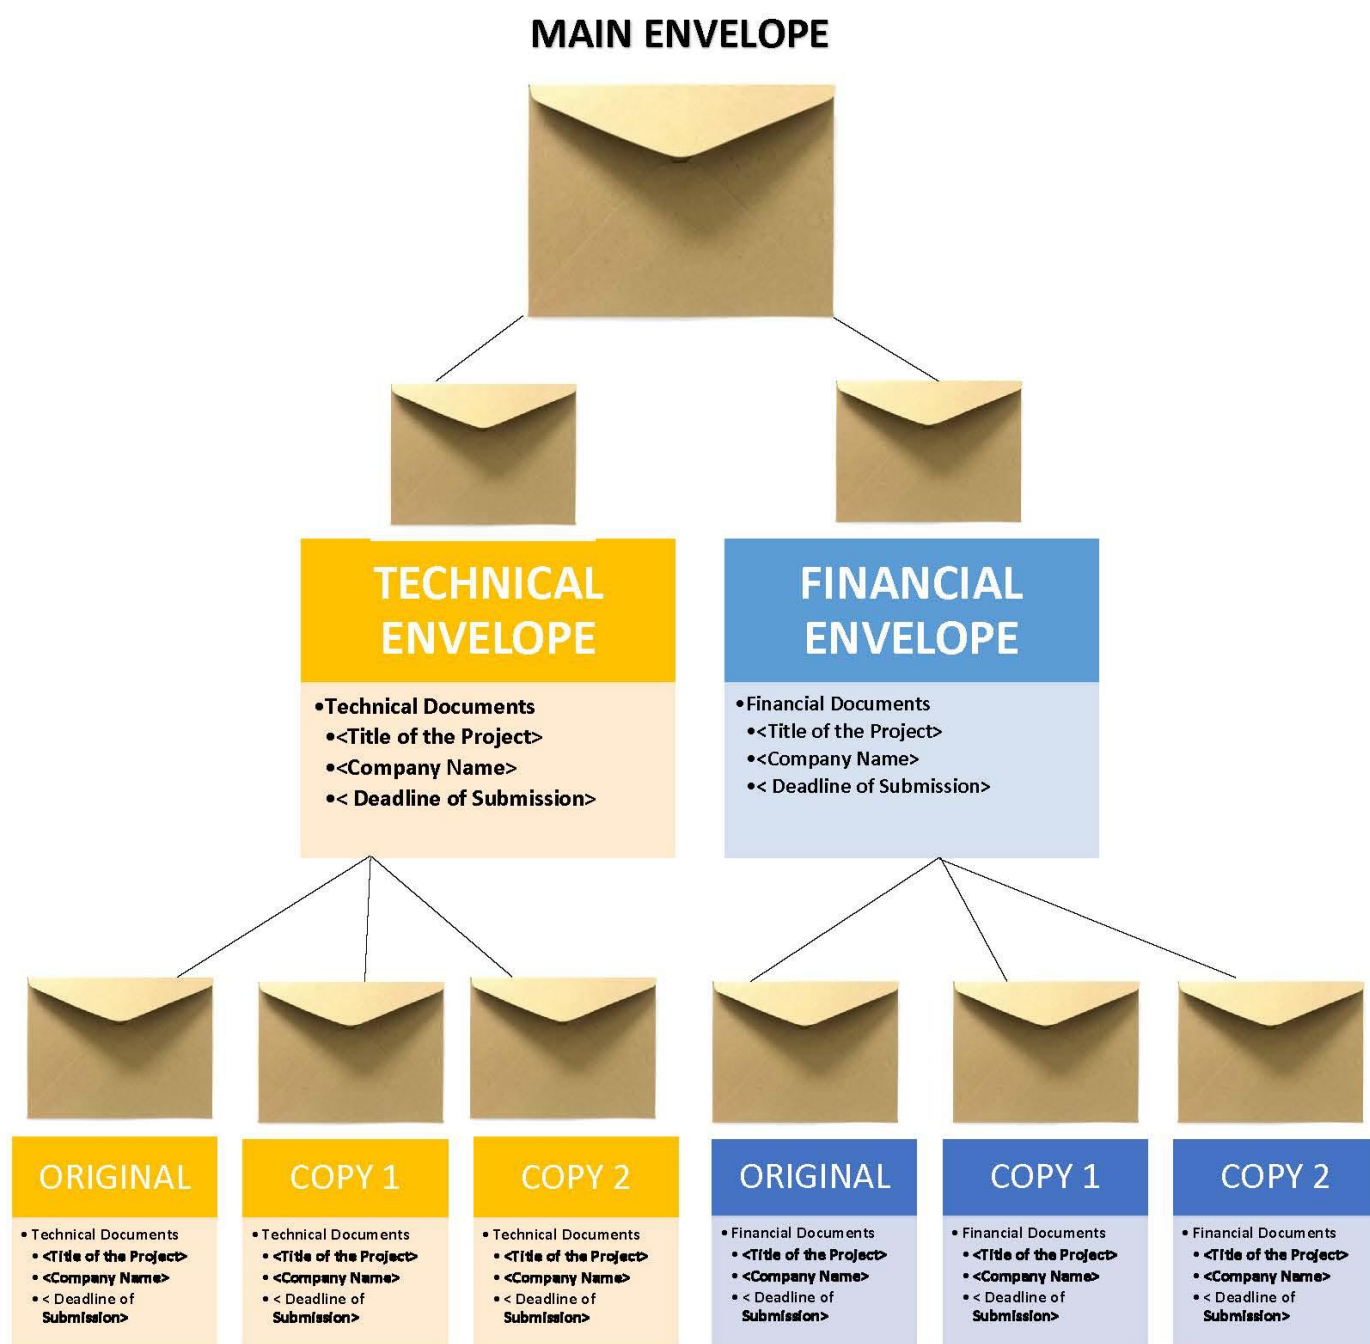 MAIN ENVELOPE
TECHNICAL
ENVELOPE
•Technical Documents
•<Title of the Project>
•<Company Name>
•< Deadline of Submission>
FINANCIAL
ENVELOPE
•Financial Documents
•<Title of the Project>
•<Company Name>
•< Deadline of Submission>
ORIGINAL
• Technical Documents
• <Title of the Project>
• <Company Name>
• < Deadline of
Submission>
COPY 1
• Technical Documents
• <Title of the Project>
• <Company Name>
• < Deadline of
Submission>
COPY 2
• Technical Documents
• <Title of the Project>
• <Company Name>
• < Deadline of
Submission>
ORIGINAL
• Financial Documents
• <Title of the Project>
• <Company Name>
• < Deadline of
Submission>
COPY 1
• Financial Documents
• <Title of the Project>
• <Company Name>
• < Deadline of
Submission>
COPY 2
• Financial Documents
• <Title of the Project>
• <Company Name>
• < Deadline of
Submission>